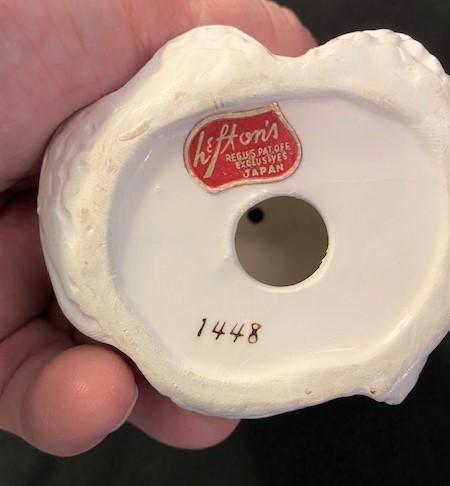 Lefton's
REG U.S. PAT. OFF.
EXCLUSIVES
JAPAN
1448